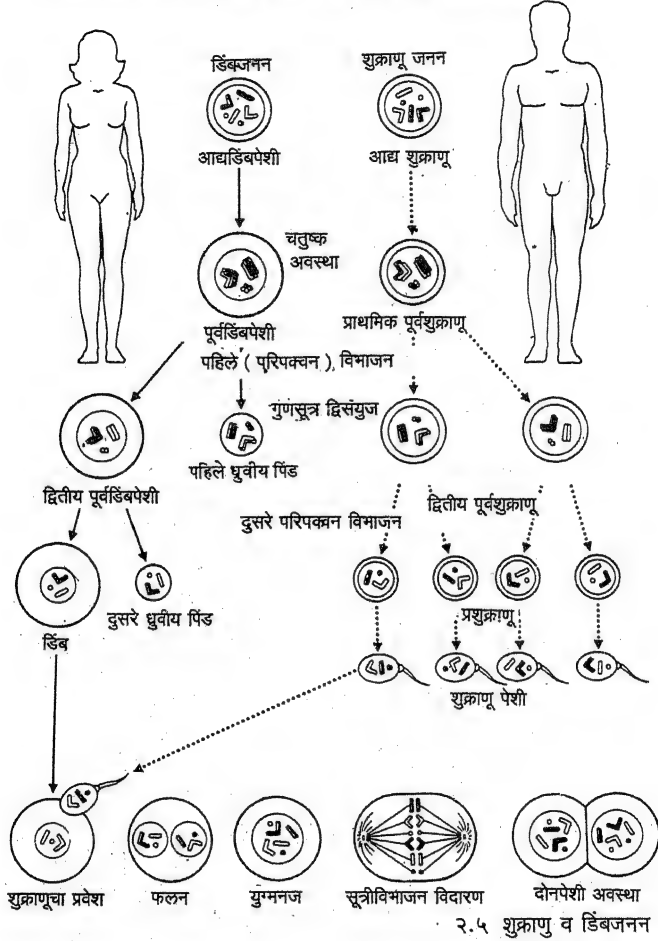 डिंबजनन
शुक्राणू जनन
आद्यडिंबपेशी
आद्य शुक्राणू
चतुष्क
अवस्था
पूर्वडिंबपेशी
प्राथमिक पूर्वशुक्राणू
पहिले ( परिपक्वन ) विभाजन
गुणसूत्र द्विसंयुज
पहिले ध्रुवीय पिंड
द्वितीय पूर्वडिंबपेशी
द्वितीय पूर्वशुक्राणू
दुसरे परिपक्वन विभाजन
दुसरे ध्रुवीय पिंड
प्रशुक्राणू
डिंब
शुक्राणू पेशी
शुक्राणूचा प्रवेश
फलन
युग्मनज
सूत्रीविभाजन विदारण
दोनपेशी अवस्था
२.५ शुक्राणु व डिंबजनन